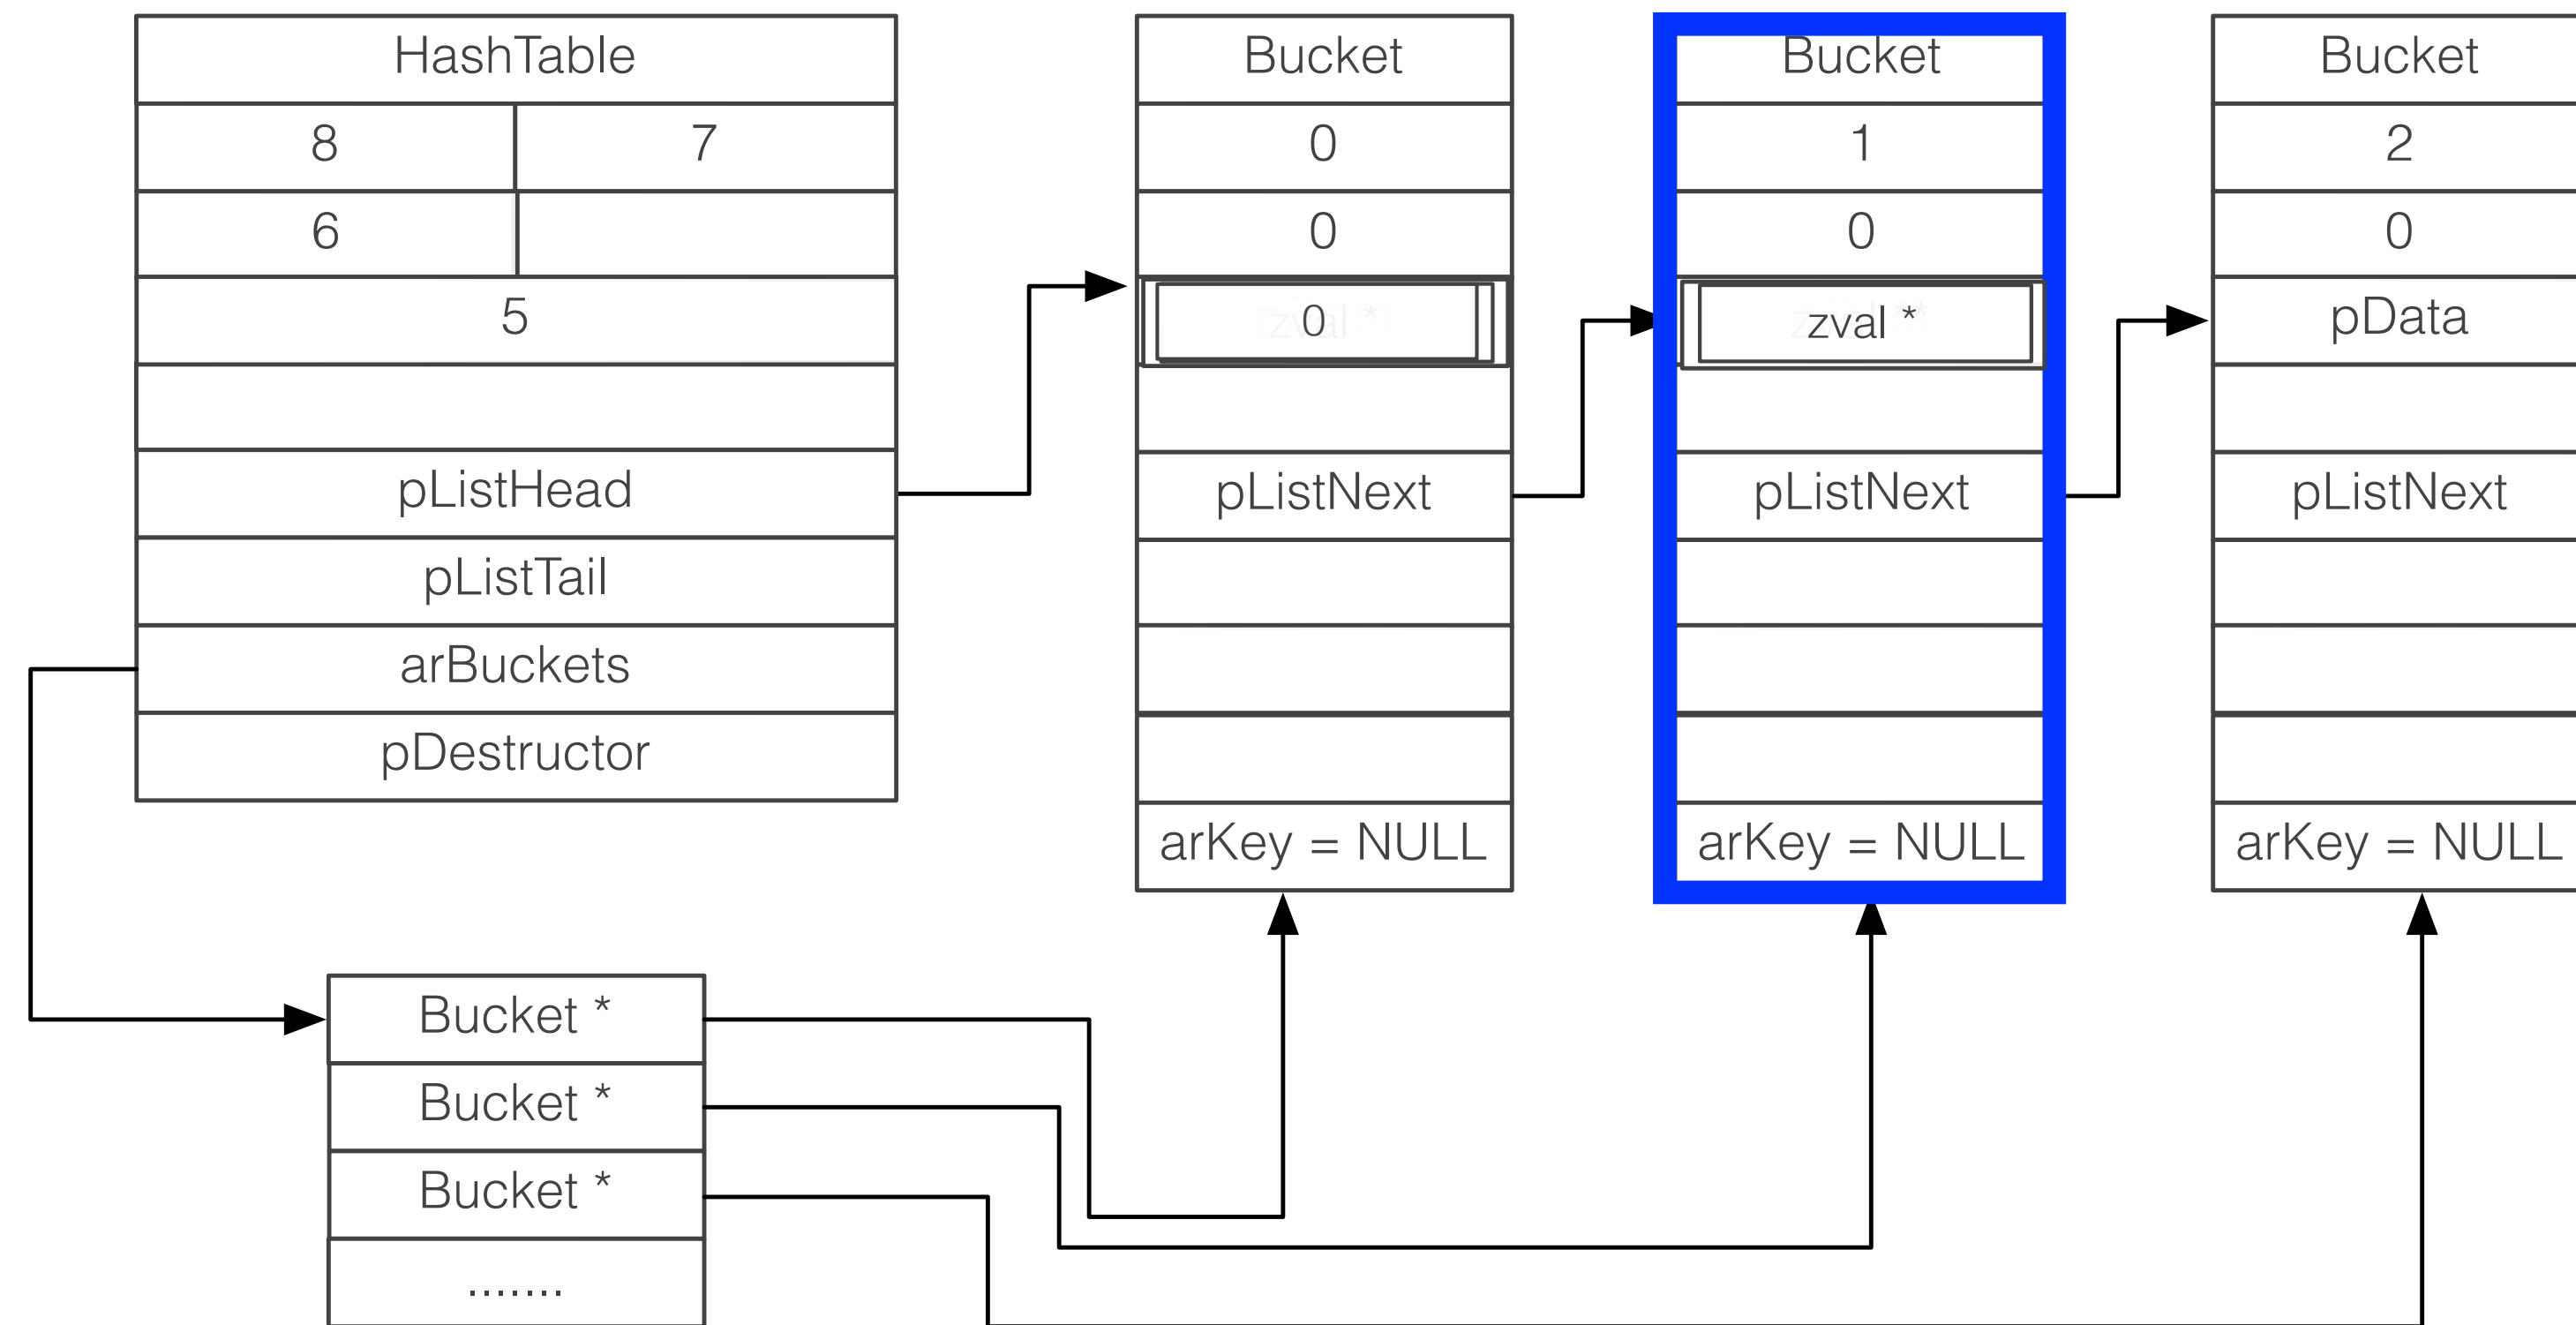 HashTable
8 7
6
5
pListHead
pListTail
arBuckets
pDestructor
Bucket
0
0
0
pListNext
arKey = NULL
Bucket
1
0
zval *
pListNext
arKey = NULL
Bucket
2
0
pData
pListNext
arKey = NULL
Bucket *
Bucket *
Bucket *
.......